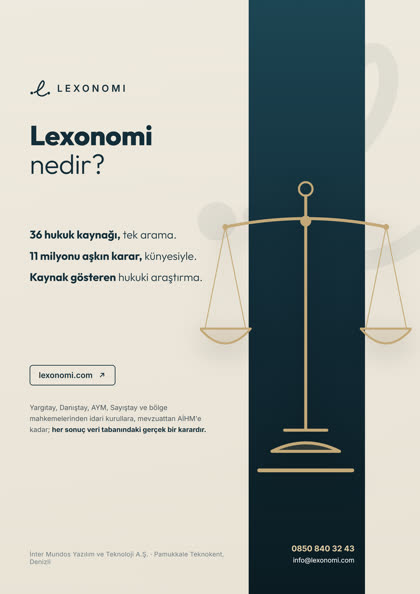 LEXONOMI
Lexonomi
nedir?
36 hukuk kaynağı, tek arama.
11 milyonu aşkın karar, künyesiyle.
Kaynak gösteren hukuki araştırma.
lexonomi.com ↗
Yargıtay, Danıştay, AYM, Sayıştay ve bölge
mahkemelerinden idari kurullara, mevzuattan AİHM'e
kadar; her sonuç veri tabanındaki gerçek bir karardır.
İnter Mundos Yazılım ve Teknoloji A.Ş. · Pamukkale Teknokent,
Denizli
0850 840 32 43
info@lexonomi.com